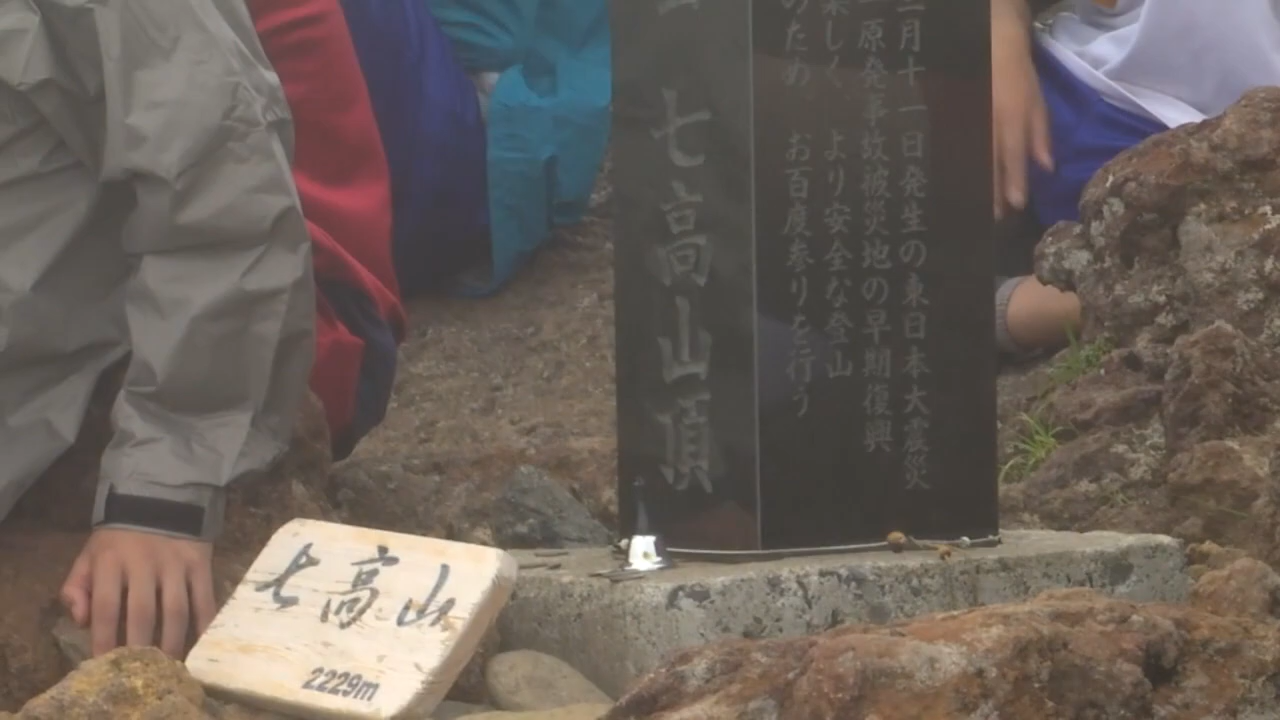 七高山頂
三月十一日発生の東日本大震災
原発事故被災地の早期復興
楽しく より安全な登山
のため お百度参りを行う
七高山
2229m